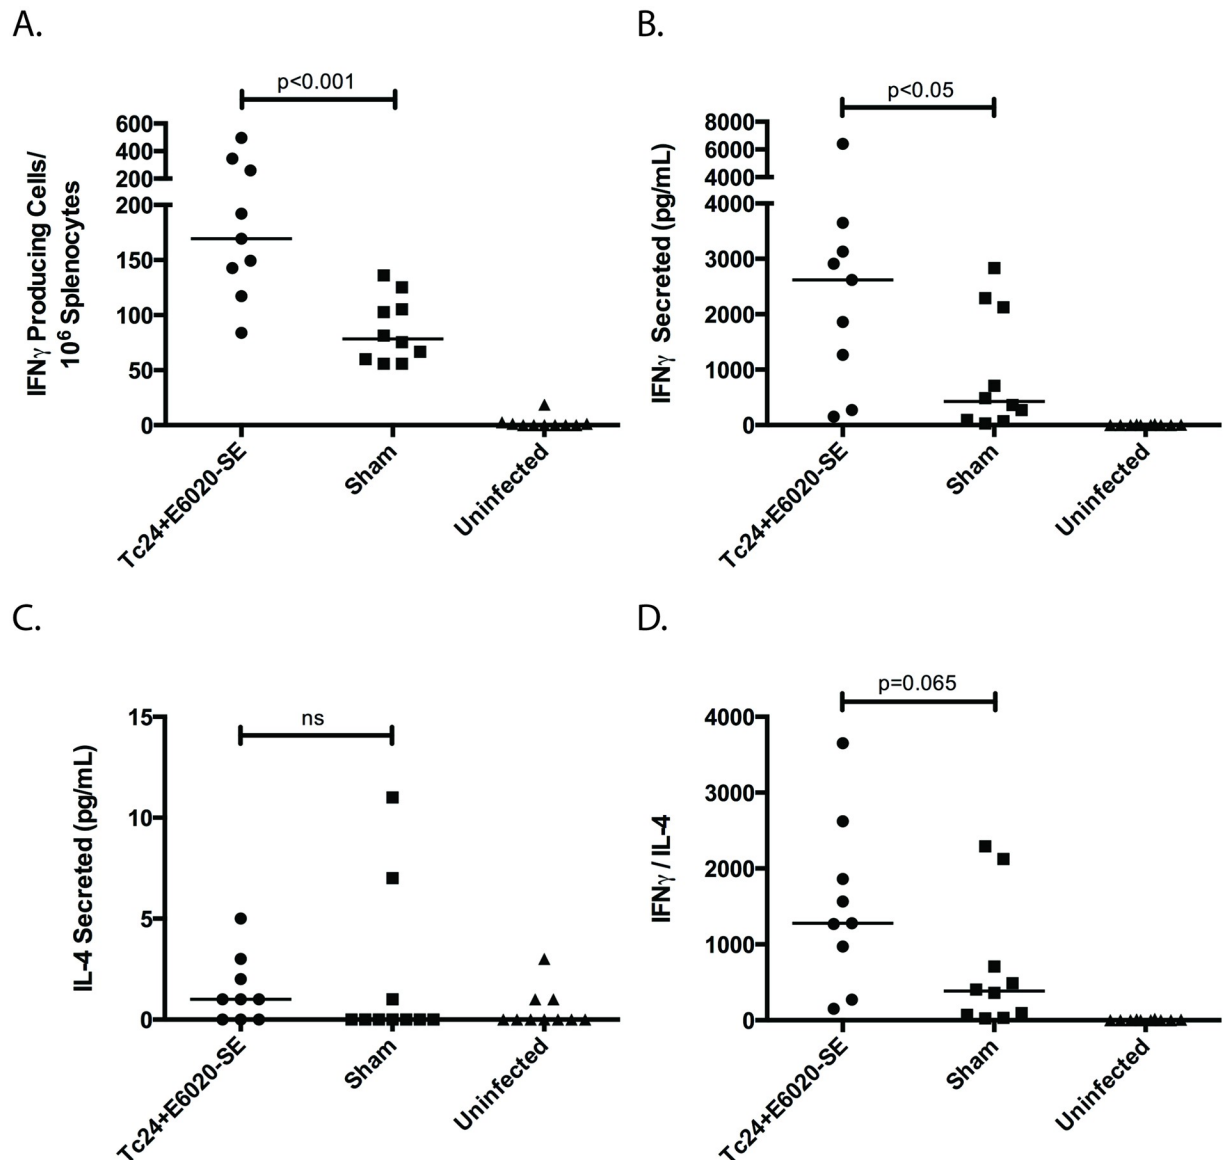 A.
p<0.001
600
400
200
200
150
100
50
0
IFNγ Producing Cells/
10⁶ Splenocytes
Tc24+E6020-SE
Sham
Uninfected
B.
p<0.05
8000
6000
4000
4000
3000
2000
1000
0
IFNγ Secreted (pg/mL)
Tc24+E6020-SE
Sham
Uninfected
C.
ns
15
10
5
0
IL-4 Secreted (pg/mL)
Tc24+E6020-SE
Sham
Uninfected
D.
p=0.065
4000
3000
2000
1000
0
IFNγ / IL-4
Tc24+E6020-SE
Sham
Uninfected